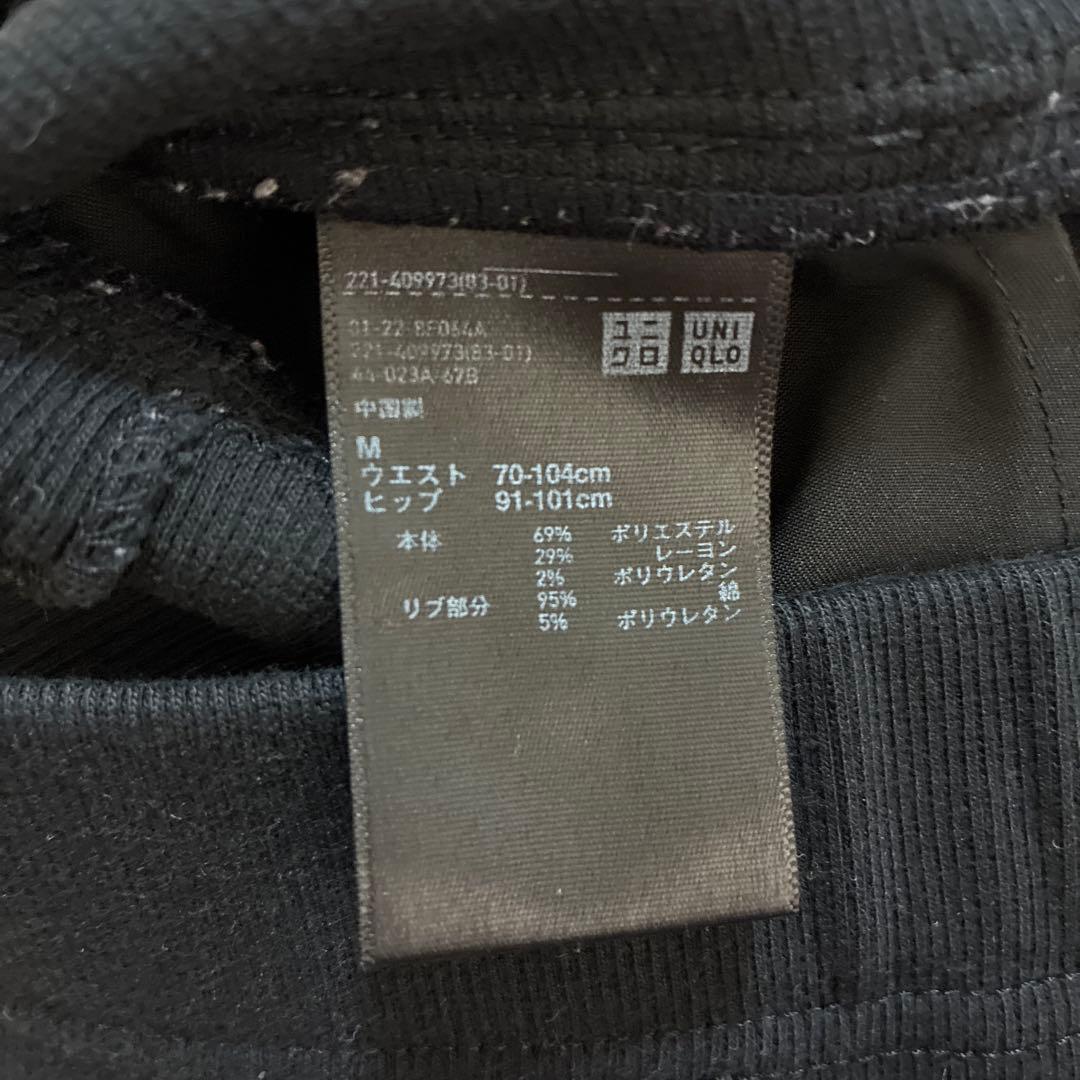 221-409973(83-01)
01-22 BF064A
221-409973(83-01)
44-023A-67B
ユニ
クロ
UNI
QLO
中国製
M
ウエスト 70-104cm
ヒップ 91-101cm
本体 69% ポリエステル
29% レーヨン
2% ポリウレタン
リブ部分 95% 綿
5% ポリウレタン